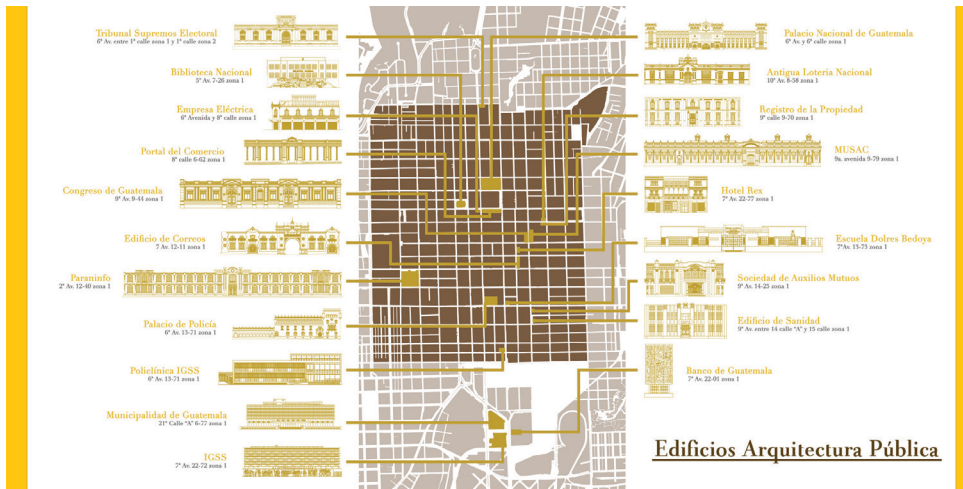 Tribunal Supremos Electoral
6ª Av. entre 1ª calle zona 1 y 1ª calle zona 2
Biblioteca Nacional
5ª Av. 7-26 zona 1
Empresa Eléctrica
6ª Avenida y 8ª calle zona 1
Portal del Comercio
8ª calle 6-62 zona 1
Congreso de Guatemala
9ª Av. 9-44 zona 1
Edificio de Correos
7 Av. 12-11 zona 1
Paraninfo
2ª Av. 12-40 zona 1
Palacio de Policía
6ª Av. 13-71 zona 1
Policlínica IGSS
6ª Av. 13-71 zona 1
Municipalidad de Guatemala
21ª Calle "A" 6-77 zona 1
IGSS
7ª Av. 22-72 zona 1
Palacio Nacional de Guatemala
6ª Av. y 6ª calle zona 1
Antigua Lotería Nacional
10ª Av. 8-58 zona 1
Registro de la Propiedad
9ª calle 9-70 zona 1
MUSAC
9a. avenida 9-79 zona 1
Hotel Rex
7ª Av. 22-77 zona 1
Escuela Dolres Bedoya
zona 1
Sociedad de Auxilios Mutuos
9ª Av. 14-25 zona 1
Edificio de Sanidad
9ª Av. entre 14 calle "A" y 15 calle zona 1
Banco de Guatemala
7ª Av. 22-01 zona 1
Edificios Arquitectura Pública